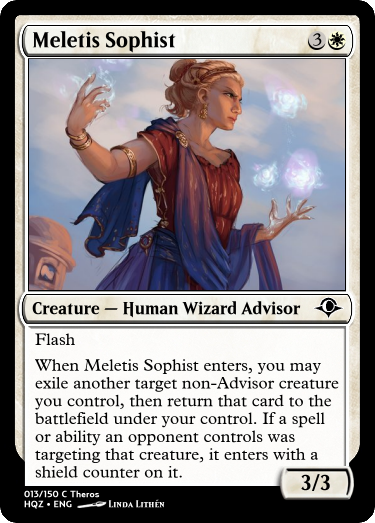 Meletis Sophist 3
Creature — Human Wizard Advisor
Flash
When Meletis Sophist enters, you may
exile another target non-Advisor creature
you control, then return that card to the
battlefield under your control. If a spell
or ability an opponent controls was
targeting that creature, it enters with a
shield counter on it.
3/3
013/150 C Theros
HQZ • ENG Linda Lithén